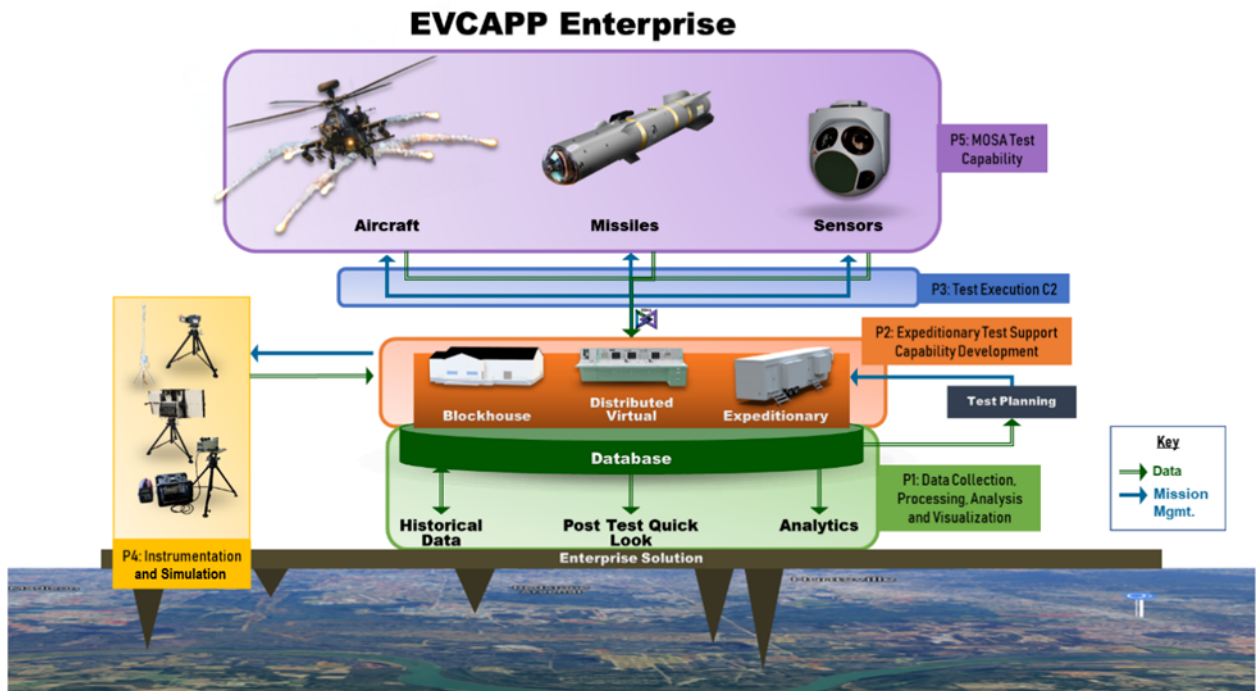 EVCAPP Enterprise
P5: MOSA Test
Capability
Aircraft
Missiles
Sensors
P3: Test Execution C2
P2: Expeditionary Test Support
Capability Development
Blockhouse
Distributed
Virtual
Expeditionary
Test Planning
Database
Key
Data
Mission
Mgmt.
P1: Data Collection,
Processing, Analysis
and Visualization
Historical
Data
Post Test Quick
Look
Analytics
P4: Instrumentation
and Simulation
Enterprise Solution